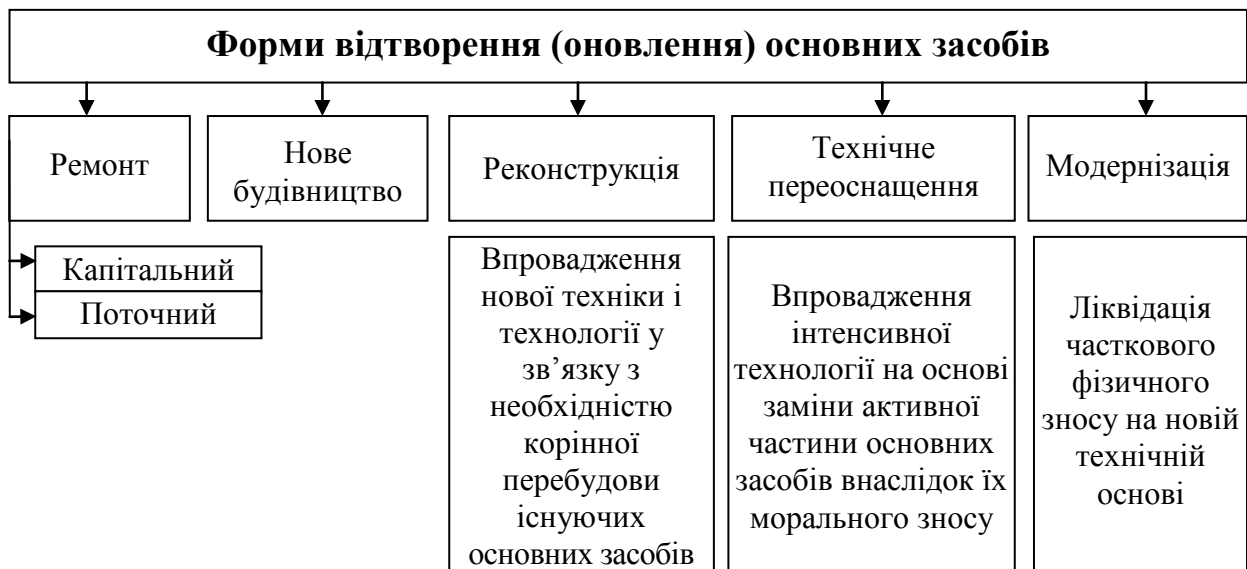 Форми відтворення (оновлення) основних засобів
Ремонт
Капітальний
Поточний
Нове
будівництво
Реконструкція
Впровадження
нової техніки і
технології у
зв’язку з
необхідністю
корінної
перебудови
існуючих
основних засобів
Технічне
переоснащення
Впровадження
інтенсивної
технології на основі
заміни активної
частини основних
засобів внаслідок їх
морального зносу
Модернізація
Ліквідація
часткового
фізичного
зносу на новій
технічній
основі